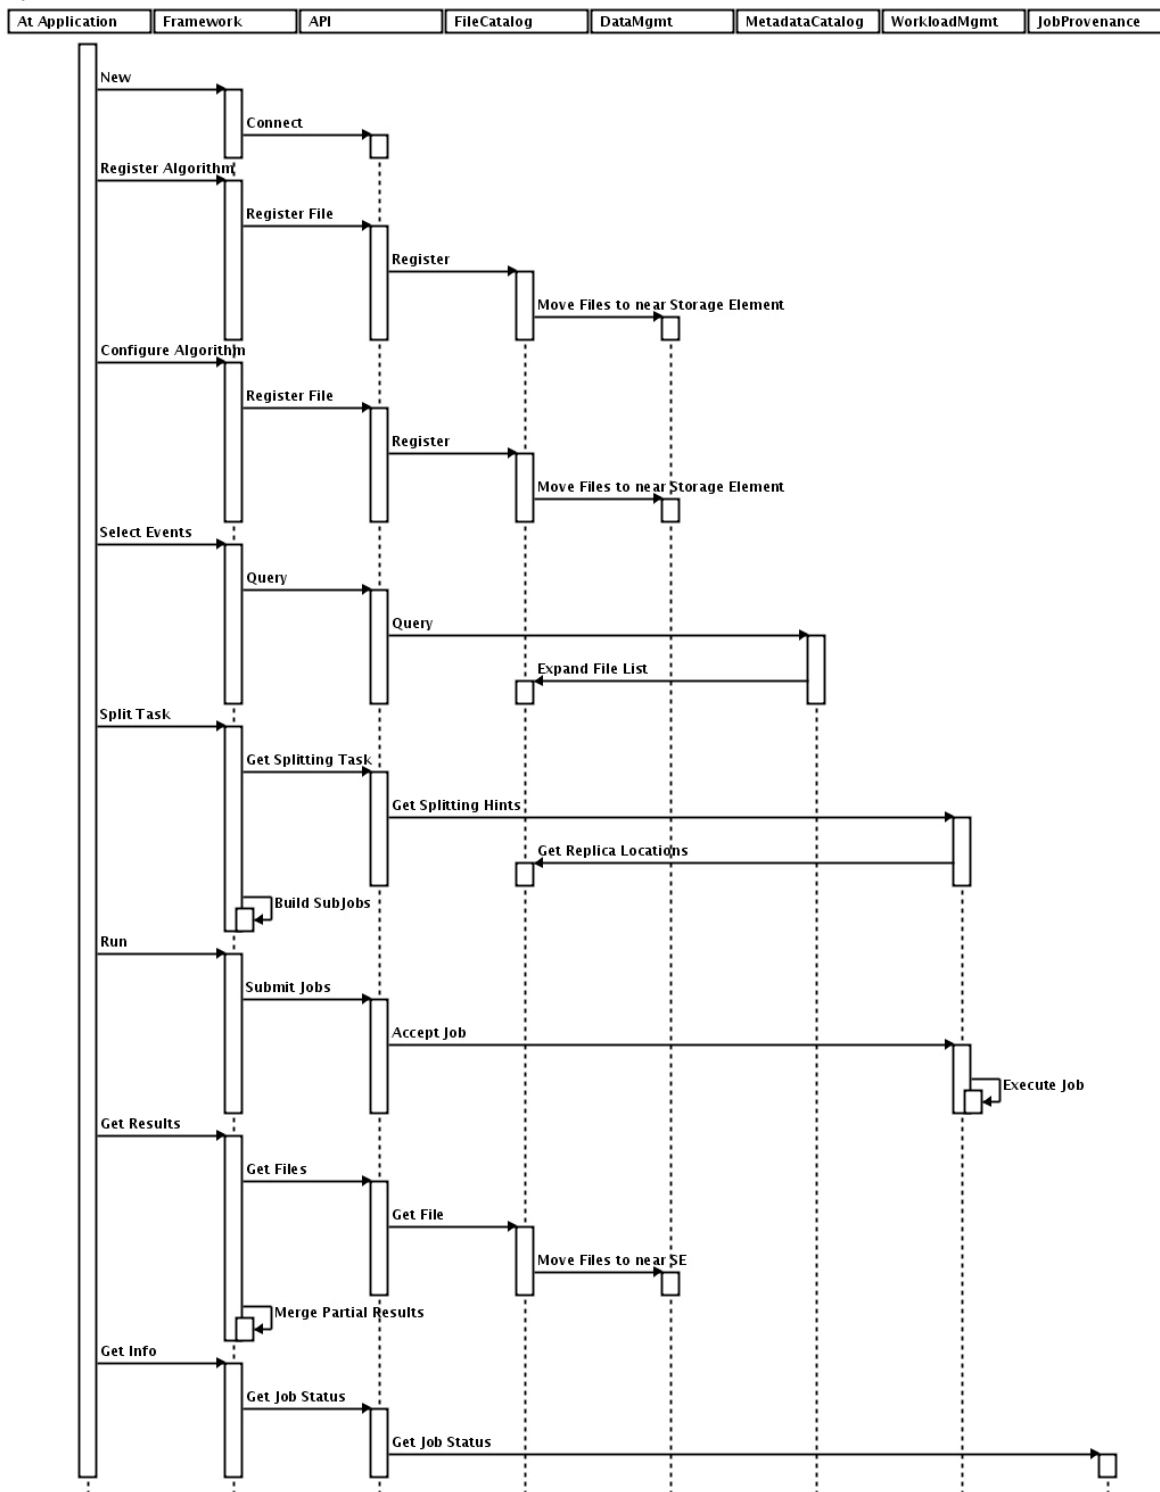 At Application Framework API FileCatalog DataMgmt MetadataCatalog WorkloadMgmt JobProvenance
New
Connect
Register Algorithm
Register File
Register
Move Files to near Storage Element
Configure Algorithm
Register File
Register
Move Files to near Storage Element
Select Events
Query
Query
Expand File List
Split Task
Get Splitting Task
Get Splitting Hints
Get Replica Locations
Build SubJobs
Run
Submit Jobs
Accept Job
Execute Job
Get Results
Get Files
Get File
Move Files to near SE
Merge Partial Results
Get Info
Get Job Status
Get Job Status